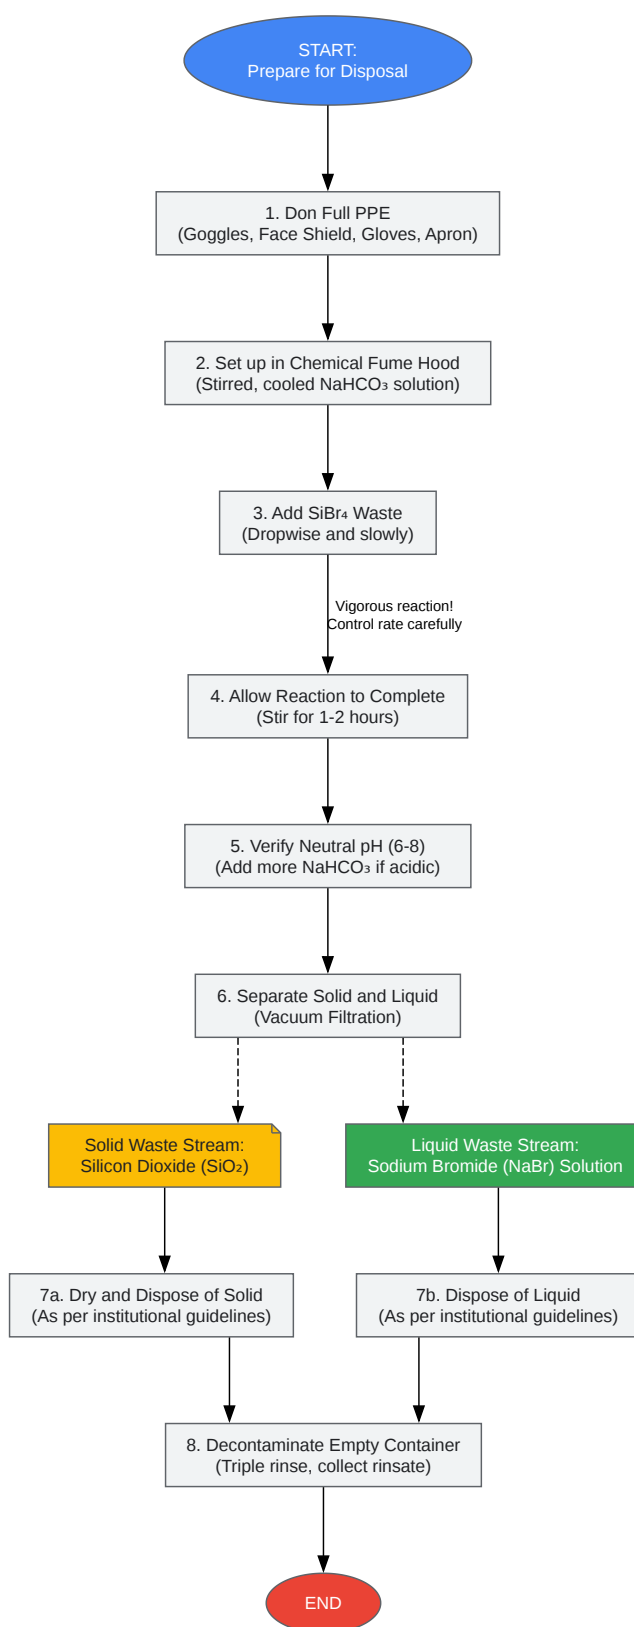 START:
Prepare for Disposal
1. Don Full PPE
(Goggles, Face Shield, Gloves, Apron)
2. Set up in Chemical Fume Hood
(Stirred, cooled NaHCO₃ solution)
3. Add SiBr₄ Waste
(Dropwise and slowly)
Vigorous reaction!
Control rate carefully
4. Allow Reaction to Complete
(Stir for 1-2 hours)
5. Verify Neutral pH (6-8)
(Add more NaHCO₃ if acidic)
6. Separate Solid and Liquid
(Vacuum Filtration)
Solid Waste Stream:
Silicon Dioxide (SiO₂)
Liquid Waste Stream:
Sodium Bromide (NaBr) Solution
7a. Dry and Dispose of Solid
(As per institutional guidelines)
7b. Dispose of Liquid
(As per institutional guidelines)
8. Decontaminate Empty Container
(Triple rinse, collect rinsate)
END